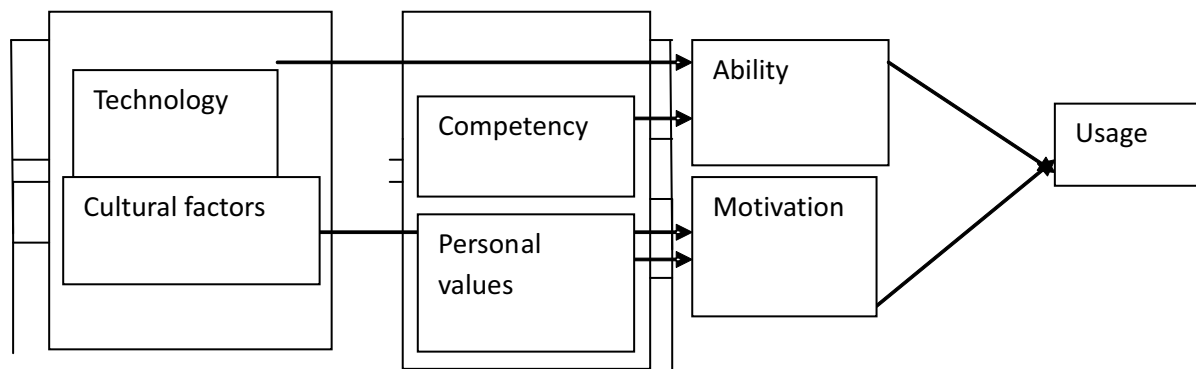 Technology
Cultural factors
Competency
Personal
values
Ability
Motivation
Usage